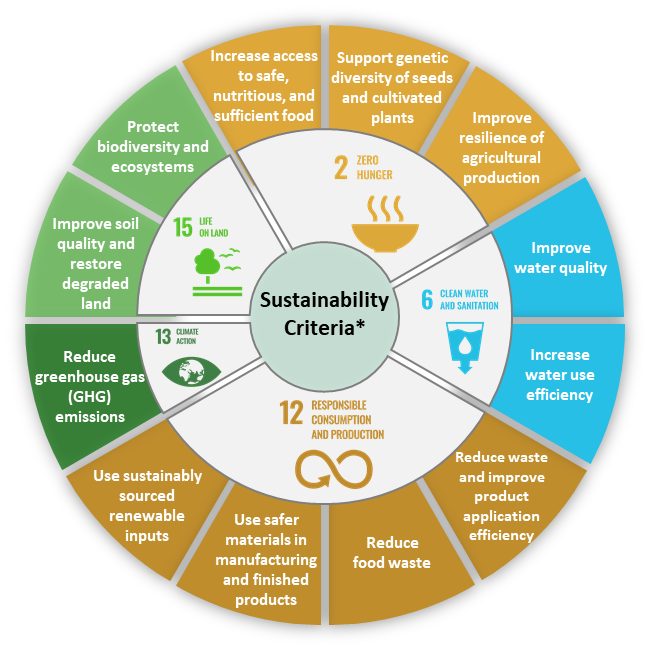 Increase access
to safe,
nutritious, and
sufficient food
Support genetic
diversity of seeds
and cultivated
plants
Improve
resilience of
agricultural
production
Improve
water quality
Increase
water use
efficiency
Reduce waste
and improve
product
application
efficiency
Reduce
food waste
Use safer
materials in
manufacturing
and finished
products
Use sustainably
sourced
renewable
inputs
Reduce
greenhouse gas
(GHG)
emissions
Improve soil
quality and
restore
degraded
land
Protect
biodiversity and
ecosystems
2 ZERO
HUNGER
6 CLEAN WATER
AND SANITATION
12 RESPONSIBLE
CONSUMPTION
AND PRODUCTION
13 CLIMATE
ACTION
15 LIFE
ON LAND
Sustainability
Criteria*